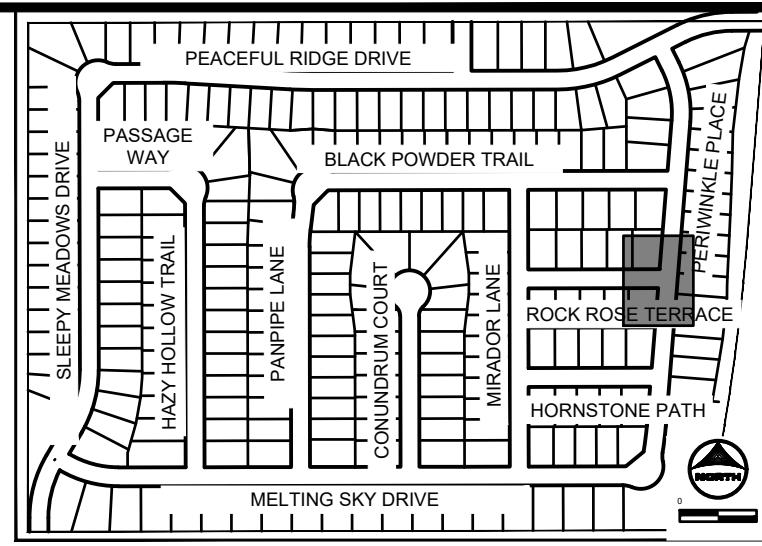 PEACEFUL RIDGE DRIVE
PASSAGE
WAY
BLACK POWDER TRAIL
SLEEPY MEADOWS DRIVE
HAZY HOLLOW TRAIL
PANPIPE LANE
CONUNDRUM COURT
MIRADOR LANE
PERIWINKLE PLACE
ROCK ROSE TERRACE
HORNSTONE PATH
MELTING SKY DRIVE
NORTH
0